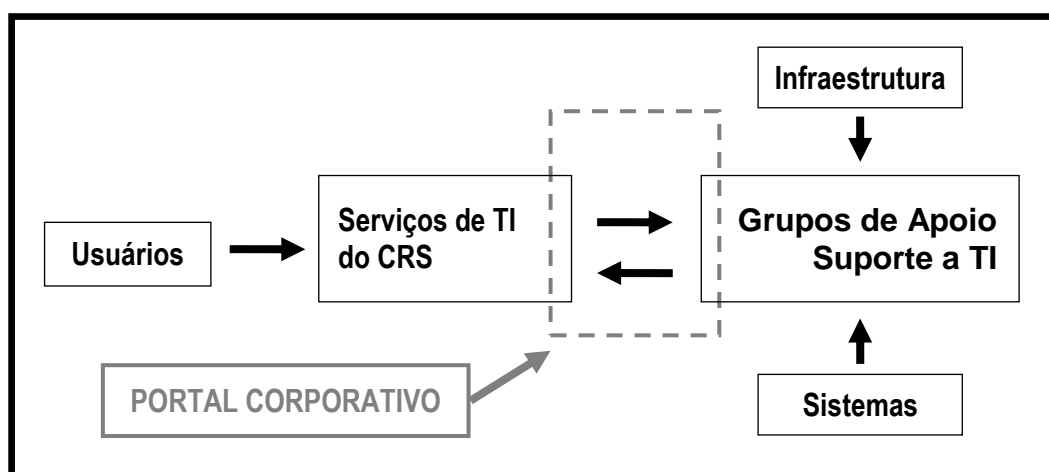 Infraestrutura
Usuários
Serviços de TI
do CRS
Grupos de Apoio
Suporte a TI
PORTAL CORPORATIVO
Sistemas